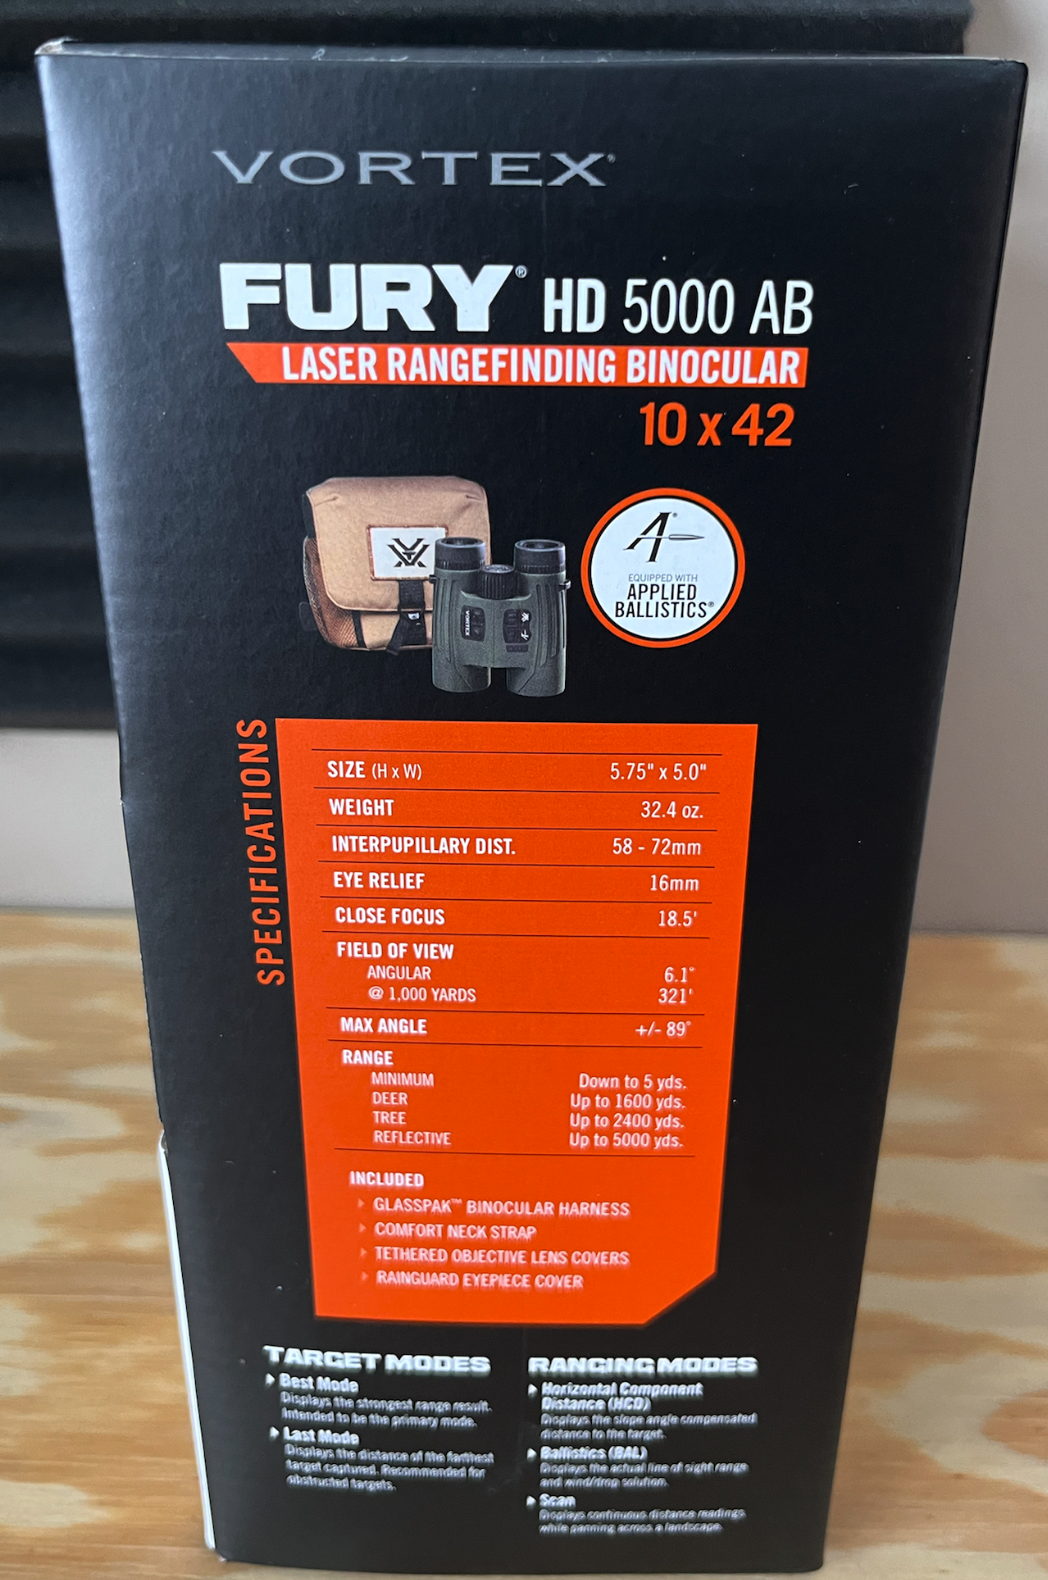 VORTEX®
FURY® HD 5000 AB
LASER RANGEFINDING BINOCULAR
10 x 42
A®
EQUIPPED WITH
APPLIED
BALLISTICS®
VORTEX
SPECIFICATIONS
SIZE (H x W) 5.75" x 5.0"
WEIGHT 32.4 oz.
INTERPUPILLARY DIST. 58 - 72mm
EYE RELIEF 16mm
CLOSE FOCUS 18.5'
FIELD OF VIEW
ANGULAR 6.1°
@ 1,000 YARDS 321'
MAX ANGLE +/- 89°
RANGE
MINIMUM Down to 5 yds.
DEER Up to 1600 yds.
TREE Up to 2400 yds.
REFLECTIVE Up to 5000 yds.
INCLUDED
GLASSPAK™ BINOCULAR HARNESS
COMFORT NECK STRAP
TETHERED OBJECTIVE LENS COVERS
RAINGUARD EYEPIECE COVER
TARGET MODES
Best Mode
Displays the strongest range result.
Intended to be the primary mode.
Last Mode
Displays the distance of the farthest
target captured. Recommended for
obstructed targets.
RANGING MODES
Horizontal Component
Distance (HCD)
Displays the slope angle compensated
distance to the target.
Ballistics (BAL)
Displays the actual line of sight range
and wind/drop solution.
Scan
Displays continuous distance readings
while panning across a landscape.